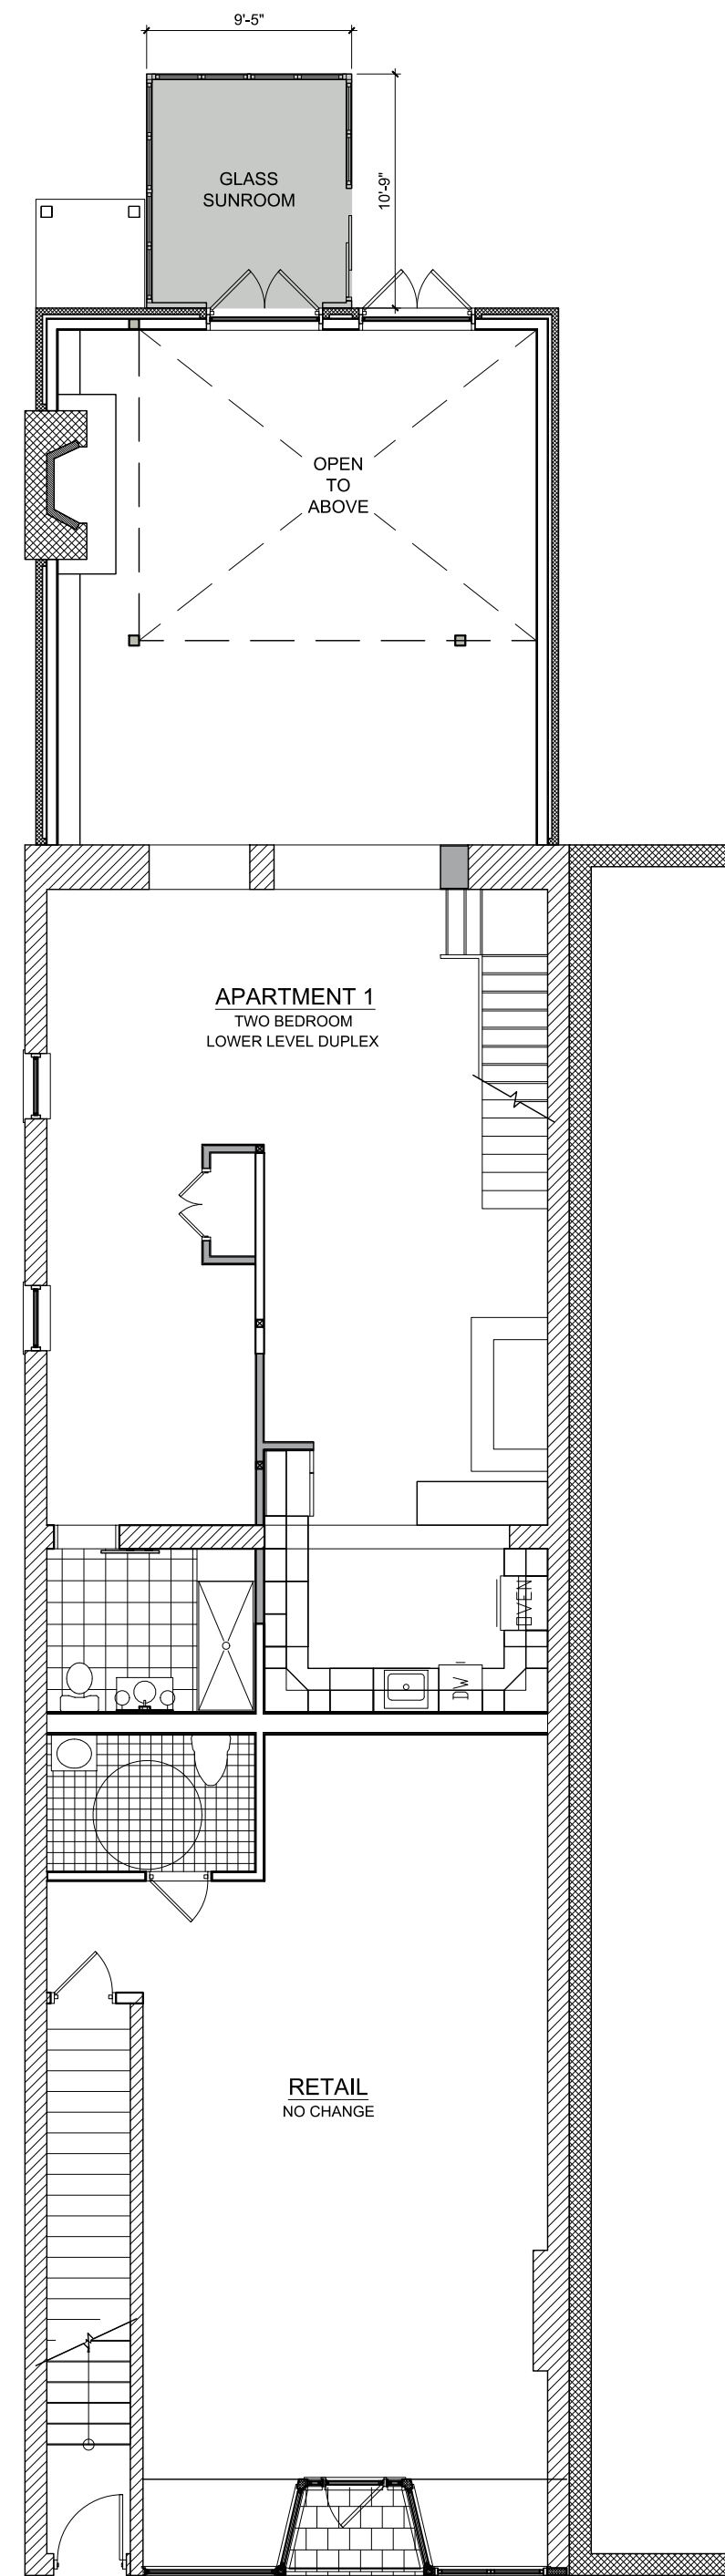 9'-5"
10'-9"
GLASS
SUNROOM
OPEN
TO
ABOVE
APARTMENT 1
TWO BEDROOM
LOWER LEVEL DUPLEX
OVEN
DW
RETAIL
NO CHANGE